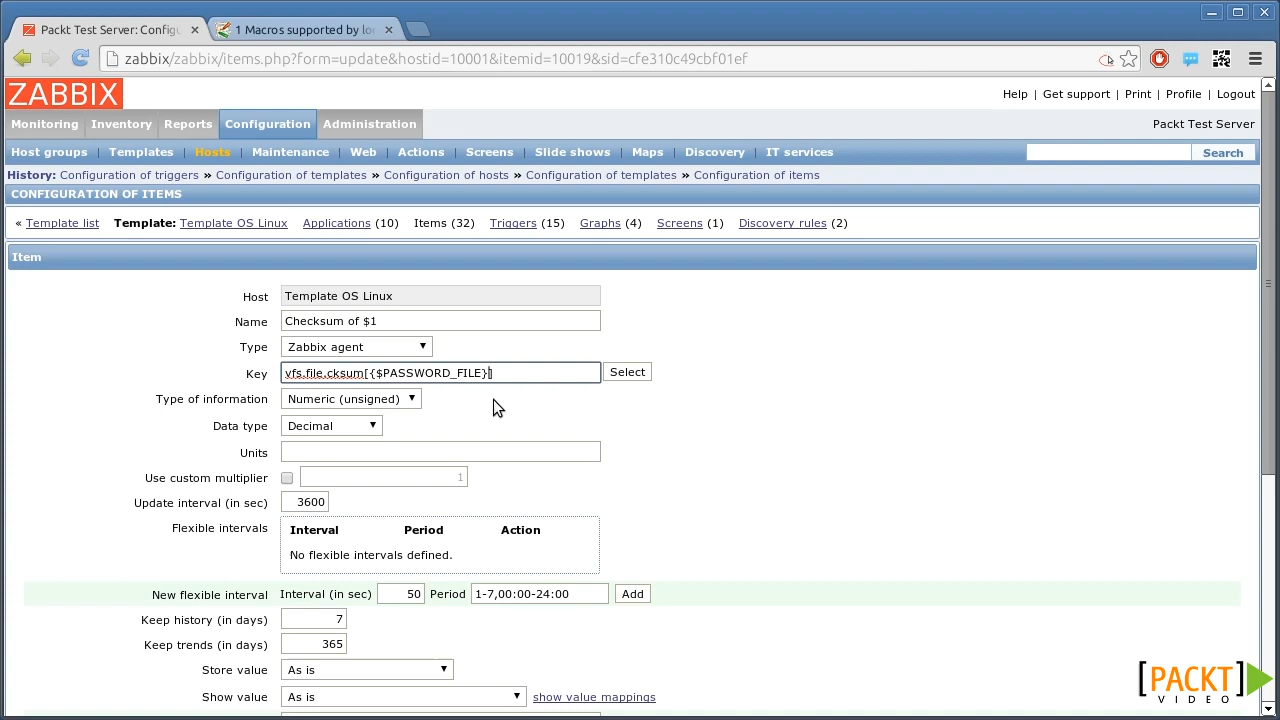 Packt Test Server: Configu
1 Macros supported by lo
zabbix/zabbix/items.php?form=update&hostid=10001&itemid=10019&sid=cfe310c49cbf01ef
ZABBIX
Help | Get support | Print | Profile | Logout
Monitoring Inventory Reports Configuration Administration
Packt Test Server
Host groups | Templates | Hosts | Maintenance | Web | Actions | Screens | Slide shows | Maps | Discovery | IT services
Search
History: Configuration of triggers » Configuration of templates » Configuration of hosts » Configuration of templates » Configuration of items
CONFIGURATION OF ITEMS
« Template list Template: Template OS Linux Applications (10) Items (32) Triggers (15) Graphs (4) Screens (1) Discovery rules (2)
Item
Host Template OS Linux
Name Checksum of $1
Type Zabbix agent
Key vfs.file.cksum[{$PASSWORD_FILE}] Select
Type of information Numeric (unsigned)
Data type Decimal
Units
Use custom multiplier 1
Update interval (in sec) 3600
Flexible intervals Interval Period Action
No flexible intervals defined.
New flexible interval Interval (in sec) 50 Period 1-7,00:00-24:00 Add
Keep history (in days) 7
Keep trends (in days) 365
Store value As is
Show value As is show value mappings
[PACKT]
VIDEO